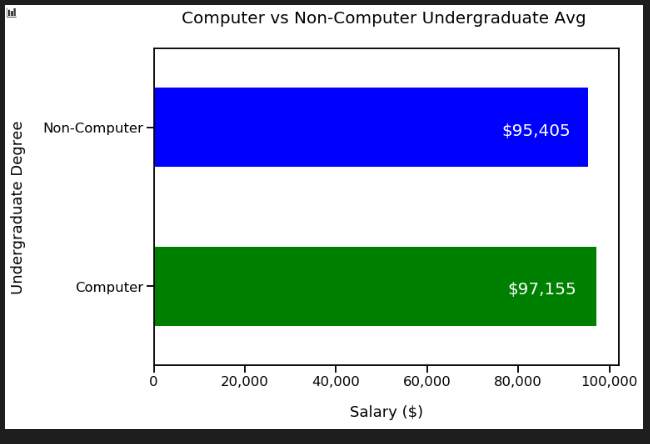 Computer vs Non-Computer Undergraduate Avg
Undergraduate Degree
Non-Computer
$95,405
Computer
$97,155
0
20,000
40,000
60,000
80,000
100,000
Salary ($)